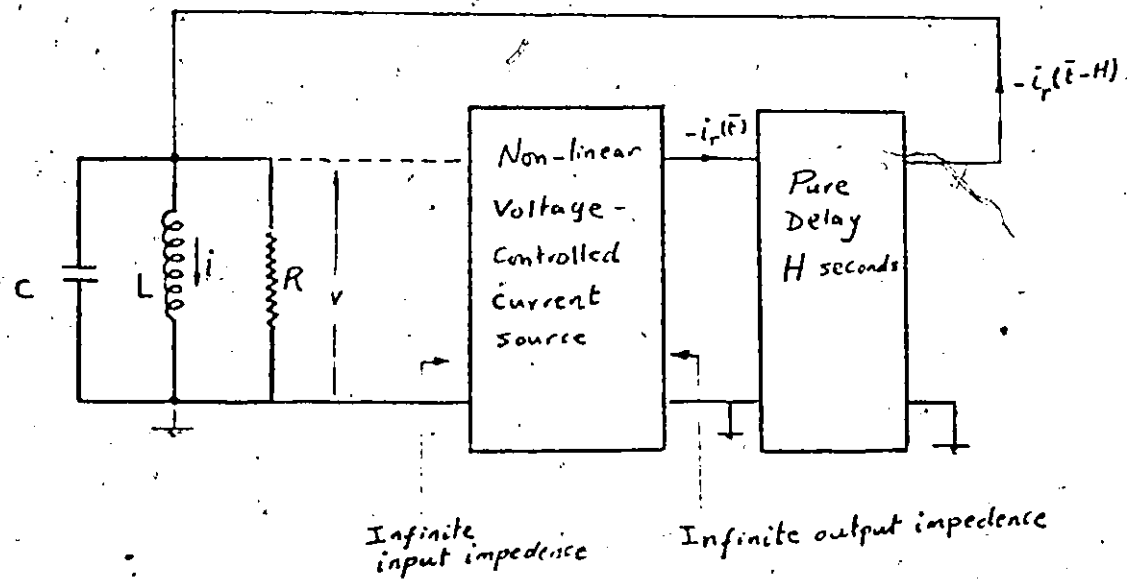 -i_r(t̄-H)
-i_r(t̄)
Non-linear
Voltage-
Controlled
Current
source
Pure
Delay
H seconds
C
L
i
R
v
Infinite
input impedence
Infinite output impedence